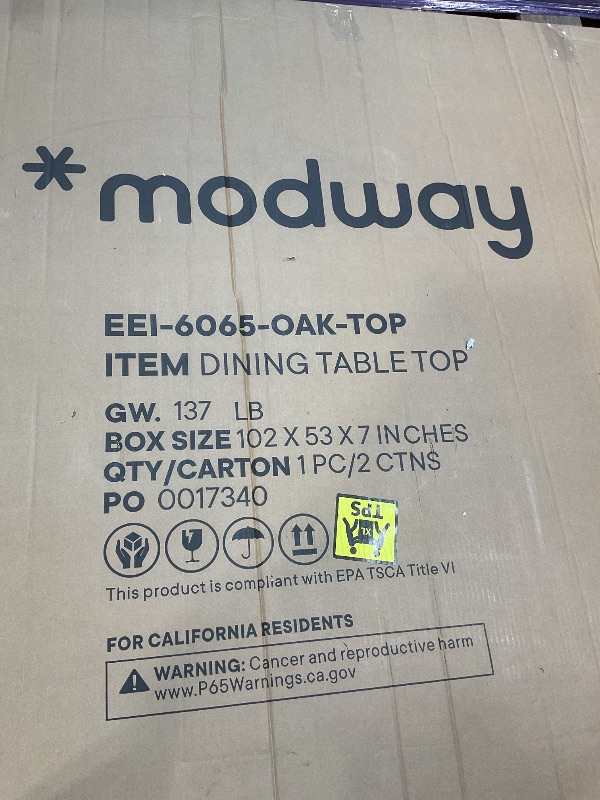 *modway
EEI-6065-OAK-TOP
ITEM DINING TABLE TOP
GW. 137 LB
BOX SIZE 102 X 53 X 7 INCHES
QTY/CARTON 1 PC/2 CTNS
PO 0017340
TPS
XL
This product is compliant with EPA TSCA Title VI
FOR CALIFORNIA RESIDENTS
WARNING: Cancer and reproductive harm
www.P65Warnings.ca.gov